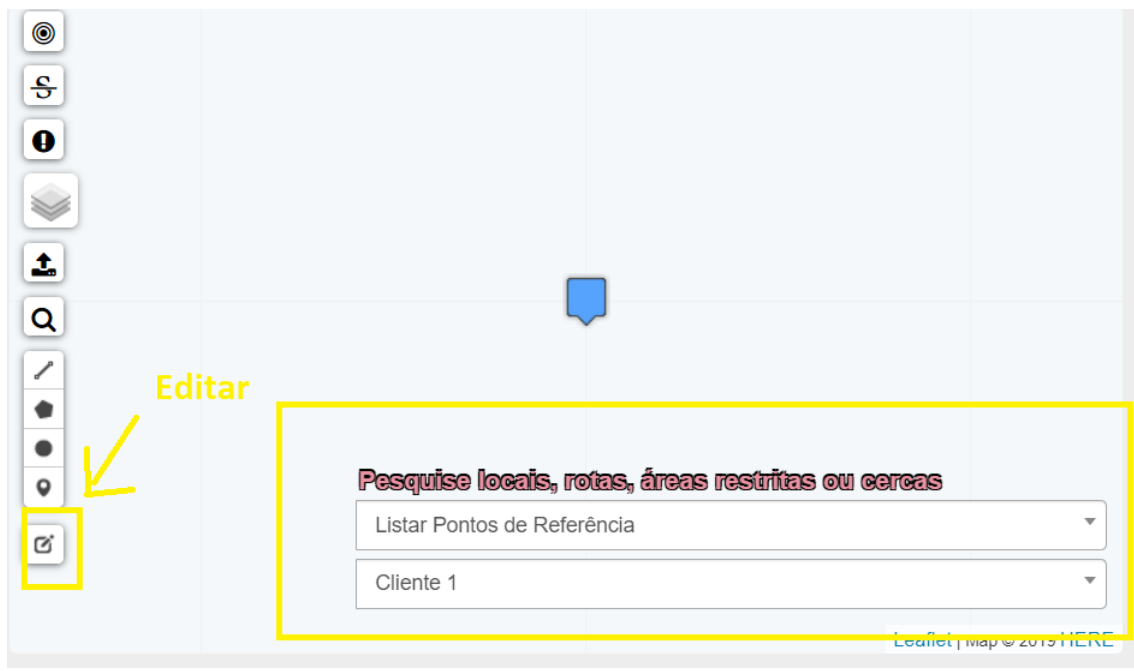 Editar
Pesquise locais, rotas, áreas restritas ou cercas
Listar Pontos de Referência
Cliente 1
Leaflet | Map © 2019 HERE